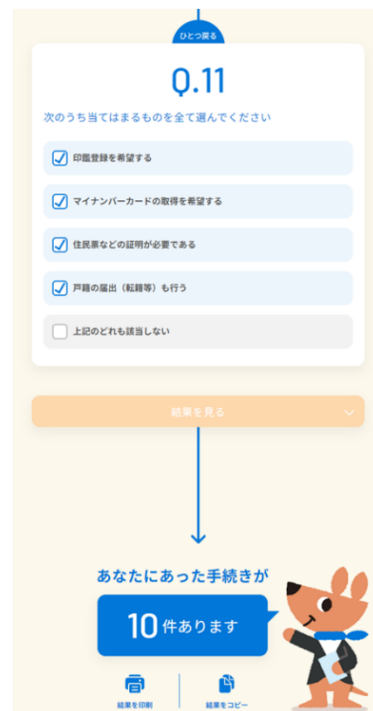 ひとつ戻る
Q.11
次のうち当てはまるものを全て選んでください
印鑑登録を希望する
マイナンバーカードの取得を希望する
住民票などの証明が必要である
戸籍の届出（転籍等）も行う
上記のどれも該当しない
結果を見る
あなたにあった手続きが
10件あります
結果を印刷
結果をコピー